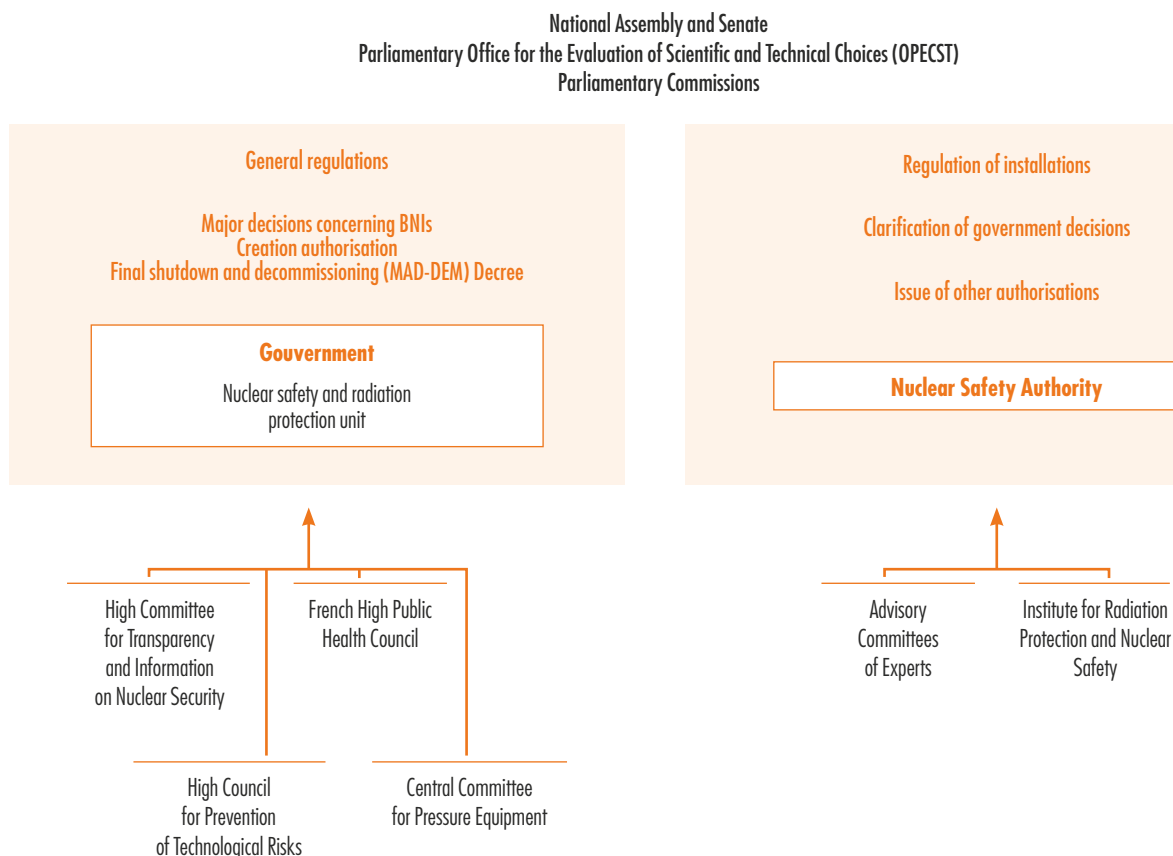 National Assembly and Senate
Parliamentary Office for the Evaluation of Scientific and Technical Choices (OPECST)
Parliamentary Commissions
General regulations
Major decisions concerning BNIs
Creation authorisation
Final shutdown and decommissioning (MAD-DEM) Decree
Gouvernment
Nuclear safety and radiation
protection unit
Regulation of installations
Clarification of government decisions
Issue of other authorisations
Nuclear Safety Authority
High Committee
for Transparency
and Information
on Nuclear Security
French High Public
Health Council
High Council
for Prevention
of Technological Risks
Central Committee
for Pressure Equipment
Advisory
Committees
of Experts
Institute for Radiation
Protection and Nuclear
Safety